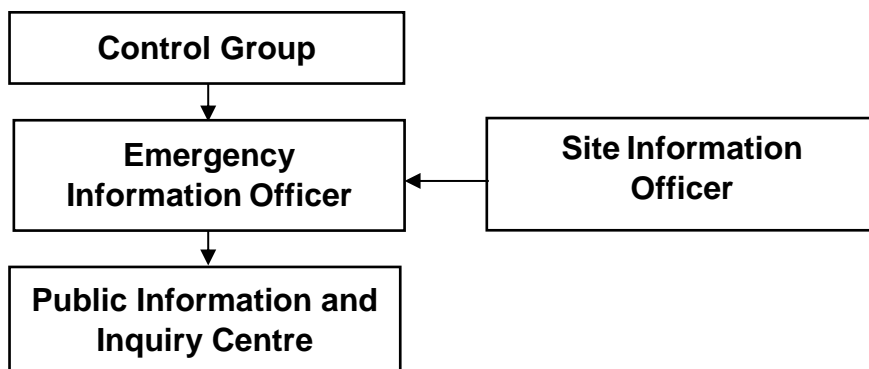 Control Group
Emergency
Information Officer
Site Information
Officer
Public Information and
Inquiry Centre